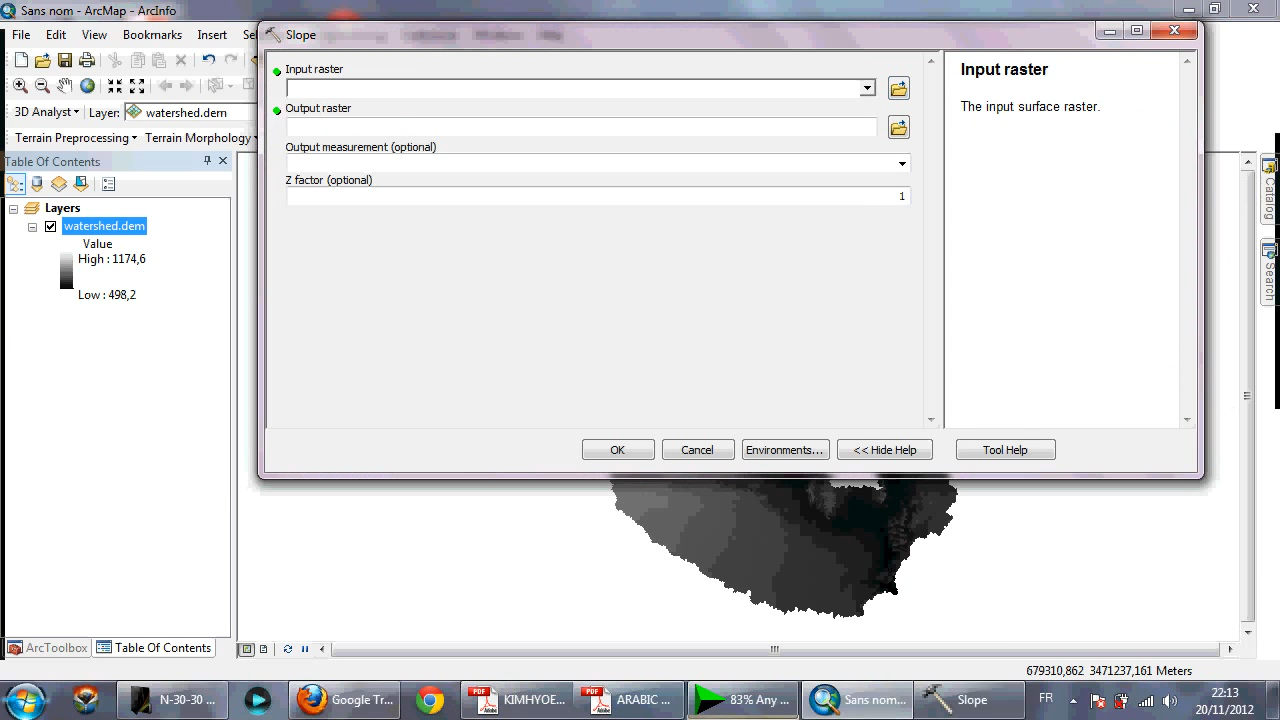 Sans nom - ArcMap - ArcInfo
File Edit View Bookmarks Insert
Slope
Input raster
Output raster
Output measurement (optional)
Z factor (optional)
1
Input raster
The input surface raster.
3D Analyst Layer: watershed.dem
Terrain Preprocessing Terrain Morphology
Table Of Contents
Layers
watershed.dem
Value
High : 1174,6
Low : 498,2
OK Cancel Environments... << Hide Help Tool Help
Catalog
Search
ArcToolbox Table Of Contents
679310,862 3471237,161 Meters
N-30-30 ... Google Tr... KIMHYOE... ARABIC ... 83% Any ... Sans nom... Slope FR 22:13
20/11/2012